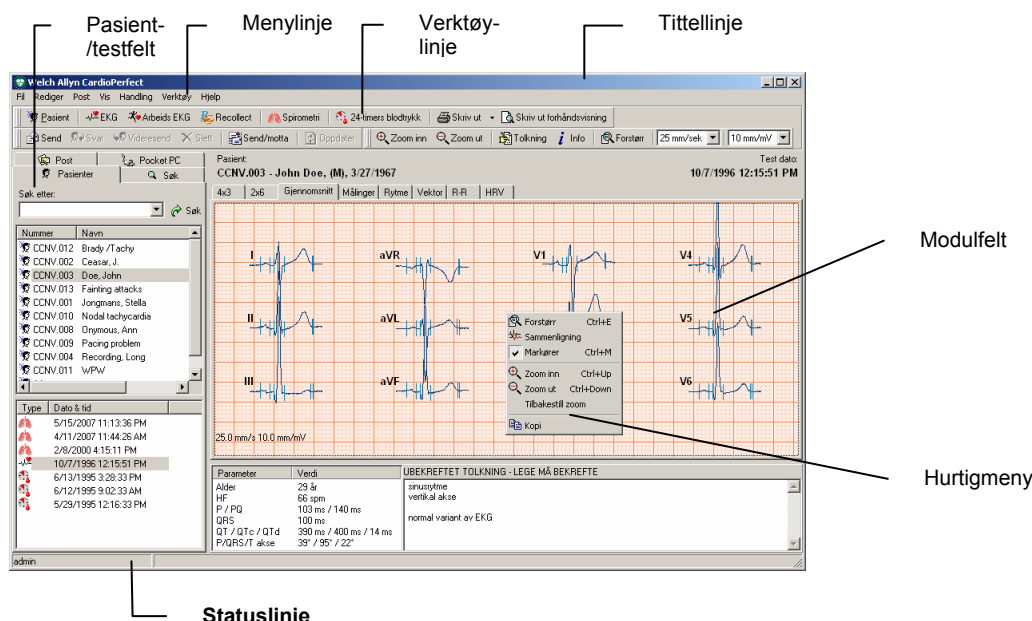 Pasient-
/testfelt
Menylinje
Verktøy-
linje
Tittellinje
Welch Allyn CardioPerfect
Fil Rediger Post Vis Handling Verktøy Hjelp
Pasient EKG Arbeids EKG Recollect Spirometri 24-timers blodtrykk Skriv ut Skriv ut forhåndsvisning
Send Svar Videresend Slett Send/motta Oppdater Zoom inn Zoom ut Tolkning Info Forstørr 25 mm/sek 10 mm/mV
Post Pocket PC
Pasienter Søk
Pasient: Test dato:
CCNV.003 - John Doe, (M), 3/27/1967 10/7/1996 12:15:51 PM
4x3 2x6 Gjennomsnitt Målinger Rytme Vektor R-R HRV
Søk etter:
Søk
Nummer Navn
CCNV.012 Brady /Tachy
CCNV.002 Ceasar, J.
CCNV.003 Doe, John
CCNV.013 Fainting attacks
CCNV.001 Jongmans, Stella
CCNV.010 Nodal tachycardia
CCNV.008 Onymous, Ann
CCNV.009 Pacing problem
CCNV.004 Recording, Long
CCNV.011 WPW
I aVR V1 V4
II aVL V5
III aVF V6
25.0 mm/s 10.0 mm/mV
Forstørr Ctrl+E
Sammenligning
Markører Ctrl+M
Zoom inn Ctrl+Up
Zoom ut Ctrl+Down
Tilbakestill zoom
Kopi
Modulfelt
Hurtigmeny
Type Dato & tid
5/15/2007 11:13:36 PM
4/11/2007 11:44:26 AM
2/8/2000 4:15:11 PM
10/7/1996 12:15:51 PM
6/13/1995 3:28:33 PM
6/12/1995 9:02:33 AM
5/29/1995 12:16:33 PM
Parameter Verdi
Alder 29 år
HF 66 spm
P / PQ 103 ms / 140 ms
QRS 100 ms
QT / QTc / QTd 390 ms / 400 ms / 14 ms
P/QRS/T akse 39° / 95° / 22°
UBEKREFTET TOLKNING - LEGE MÅ BEKREFTE
sinusrytme
vertikal akse
normal variant av EKG
admin
Statuslinje